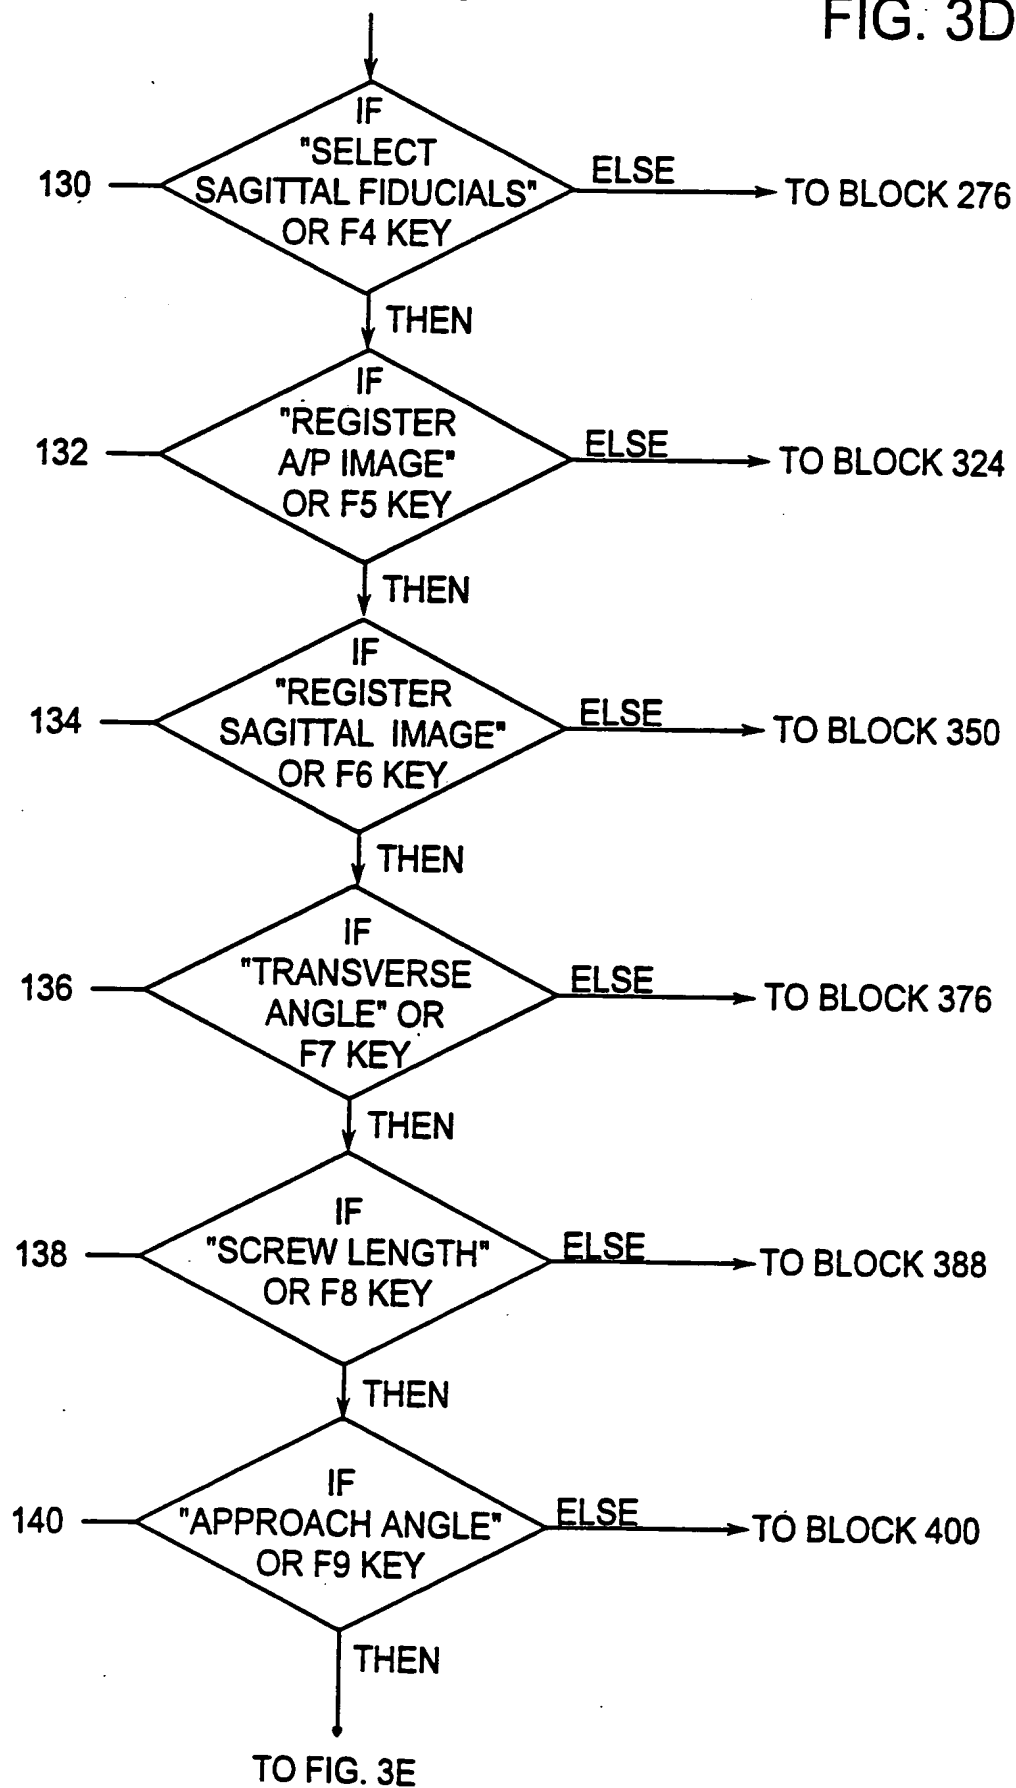 FIG. 3D
IF
"SELECT
SAGITTAL FIDUCIALS"
OR F4 KEY
130
ELSE
TO BLOCK 276
THEN
IF
"REGISTER
A/P IMAGE"
OR F5 KEY
132
ELSE
TO BLOCK 324
THEN
IF
"REGISTER
SAGITTAL IMAGE"
OR F6 KEY
134
ELSE
TO BLOCK 350
THEN
IF
"TRANSVERSE
ANGLE" OR
F7 KEY
136
ELSE
TO BLOCK 376
THEN
IF
"SCREW LENGTH"
OR F8 KEY
138
ELSE
TO BLOCK 388
THEN
IF
"APPROACH ANGLE"
OR F9 KEY
140
ELSE
TO BLOCK 400
THEN
TO FIG. 3E